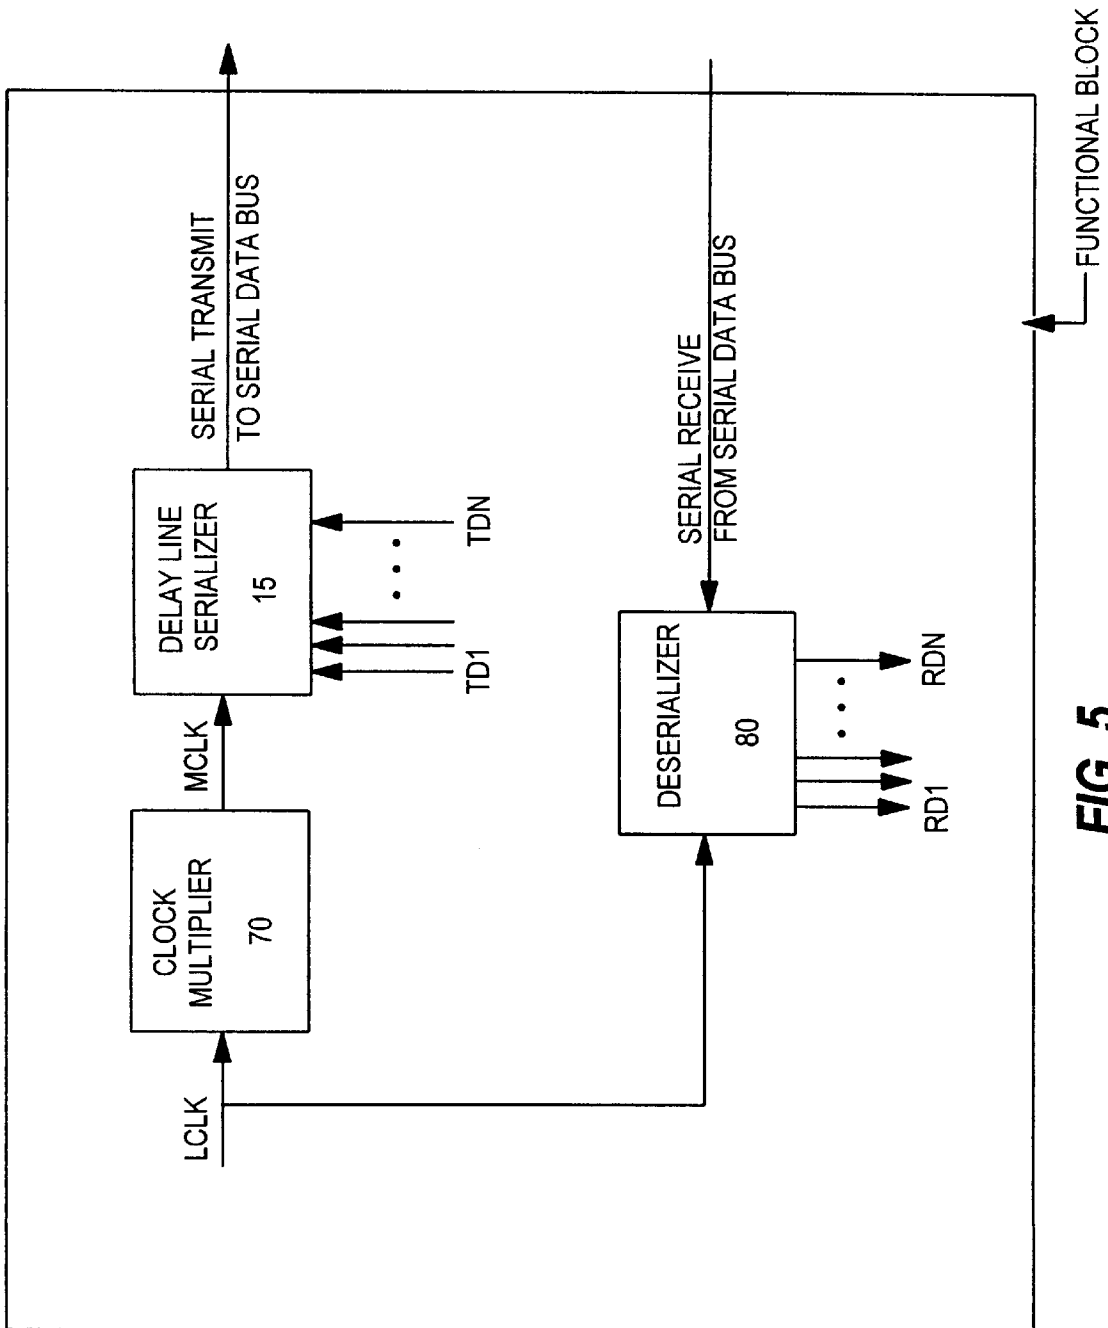 LCLK
CLOCK
MULTIPLIER
70
MCLK
DELAY LINE
SERIALIZER
15
SERIAL TRANSMIT
TO SERIAL DATA BUS
TD1
TDN
DESERIALIZER
80
SERIAL RECEIVE
FROM SERIAL DATA BUS
RD1
RDN
FUNCTIONAL BLOCK
FIG. 5